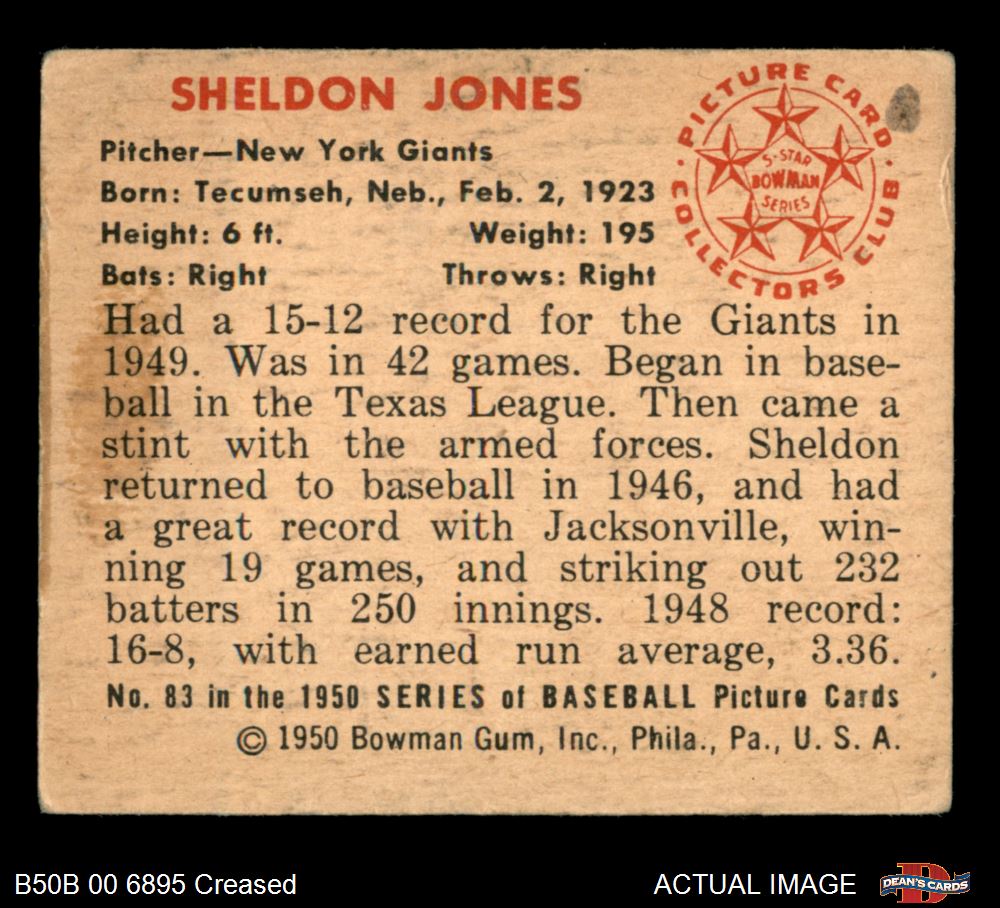 SHELDON JONES
Pitcher—New York Giants
Born: Tecumseh, Neb., Feb. 2, 1923
Height: 6 ft. Weight: 195
Bats: Right Throws: Right
PICTURE CARD COLLECTORS CLUB
5-STAR
BOWMAN
SERIES
Had a 15-12 record for the Giants in
1949. Was in 42 games. Began in base-
ball in the Texas League. Then came a
stint with the armed forces. Sheldon
returned to baseball in 1946, and had
a great record with Jacksonville, win-
ning 19 games, and striking out 232
batters in 250 innings. 1948 record:
16-8, with earned run average, 3.36.
No. 83 in the 1950 SERIES of BASEBALL Picture Cards
© 1950 Bowman Gum, Inc., Phila., Pa., U. S. A.
B50B 00 6895 Creased
ACTUAL IMAGE
DEAN'S CARDS